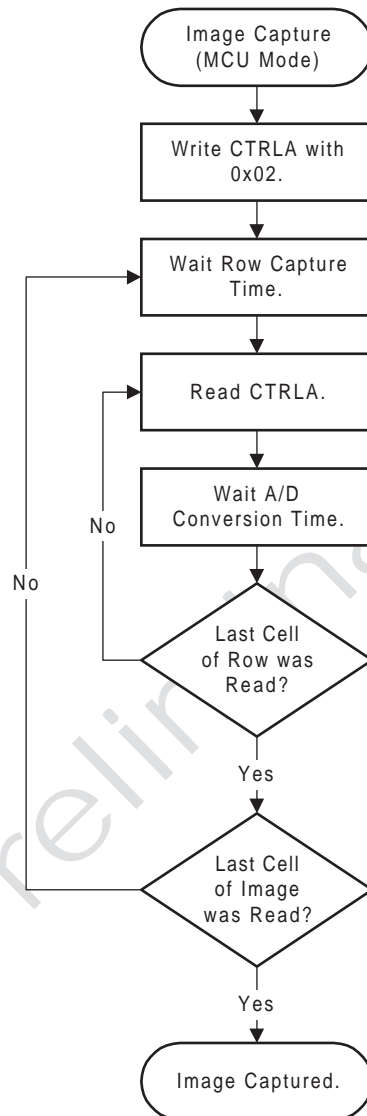 Image Capture
(MCU Mode)
Write CTRLA with
0x02.
Wait Row Capture
Time.
Read CTRLA.
Wait A/D
Conversion Time.
No
No
Last Cell
of Row was
Read?
Yes
Last Cell
of Image
was Read?
Yes
Image Captured.